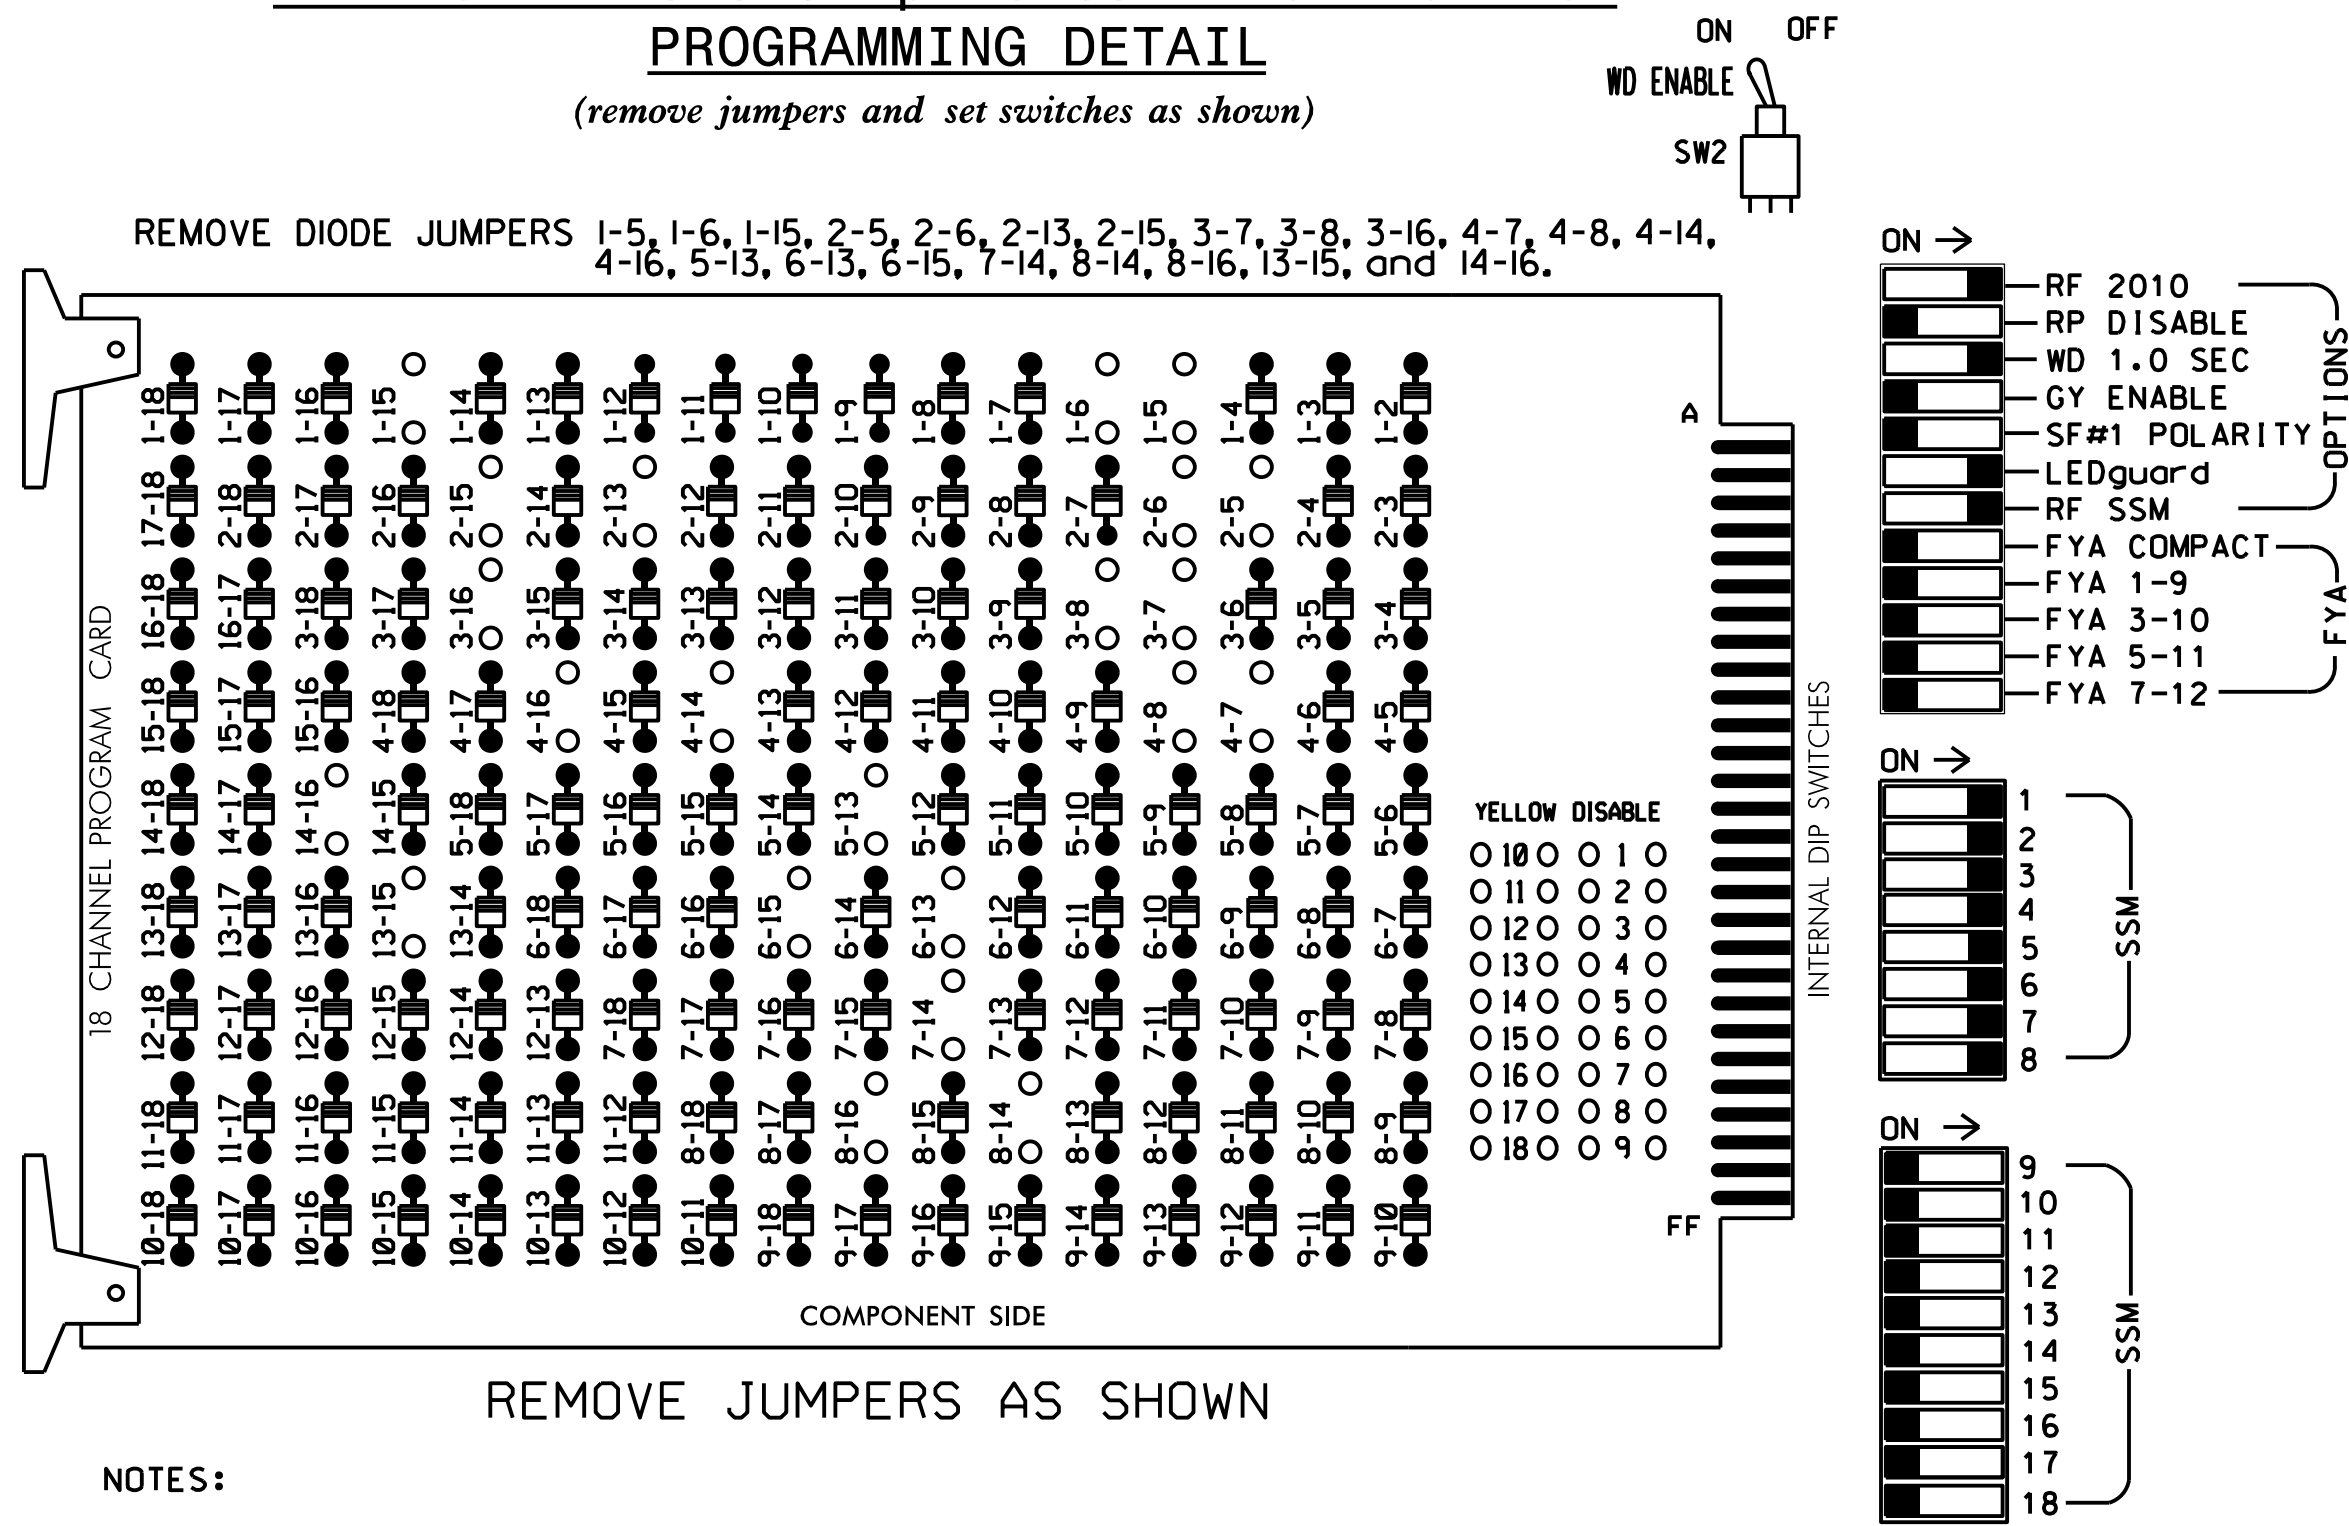 PROGRAMMING DETAIL
(remove jumpers and set switches as shown)
ON OFF
WD ENABLE
SW2
REMOVE DIODE JUMPERS 1-5, 1-6, 1-15, 2-5, 2-6, 2-13, 2-15, 3-7, 3-8, 3-16, 4-7, 4-8, 4-14,
4-16, 5-13, 6-13, 6-15, 7-14, 8-14, 8-16, 13-15, and 14-16.
18 CHANNEL PROGRAM CARD
1-18 1-17 1-16 1-15 1-14 1-13 1-12 1-11 1-10 1-9 1-8 1-7 1-6 1-5 1-4 1-3 1-2
17-18 2-18 2-17 2-16 2-15 2-14 2-13 2-12 2-11 2-10 2-9 2-8 2-7 2-6 2-5 2-4 2-3
16-18 16-17 3-18 3-17 3-16 3-15 3-14 3-13 3-12 3-11 3-10 3-9 3-8 3-7 3-6 3-5 3-4
15-18 15-17 15-16 4-18 4-17 4-16 4-15 4-14 4-13 4-12 4-11 4-10 4-9 4-8 4-7 4-6 4-5
14-18 14-17 14-16 14-15 5-18 5-17 5-16 5-15 5-14 5-13 5-12 5-11 5-10 5-9 5-8 5-7 5-6
13-18 13-17 13-16 13-15 13-14 6-18 6-17 6-16 6-15 6-14 6-13 6-12 6-11 6-10 6-9 6-8 6-7
12-18 12-17 12-16 12-15 12-14 12-13 7-18 7-17 7-16 7-15 7-14 7-13 7-12 7-11 7-10 7-9 7-8
11-18 11-17 11-16 11-15 11-14 11-13 11-12 8-18 8-17 8-16 8-15 8-14 8-13 8-12 8-11 8-10 8-9
10-18 10-17 10-16 10-15 10-14 10-13 10-12 10-11 9-18 9-17 9-16 9-15 9-14 9-13 9-12 9-11 9-10
A
FF
YELLOW DISABLE
10 1
11 2
12 3
13 4
14 5
15 6
16 7
17 8
18 9
COMPONENT SIDE
INTERNAL DIP SWITCHES
ON
RF 2010
RP DISABLE
WD 1.0 SEC
GY ENABLE
SF#1 POLARITY
LEDguard
RF SSM
OPTIONS
FYA COMPACT
FYA 1-9
FYA 3-10
FYA 5-11
FYA 7-12
FYA
ON
1
2
3
4
5
6
7
8
SSM
ON
9
10
11
12
13
14
15
16
17
18
SSM
REMOVE JUMPERS AS SHOWN
NOTES: